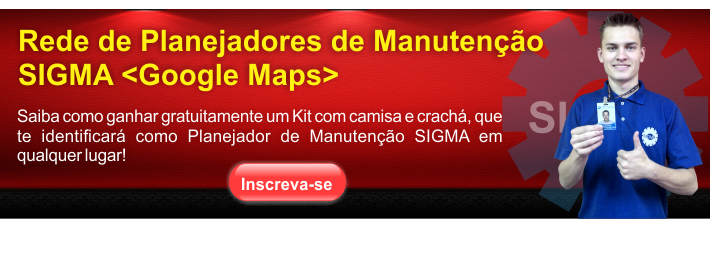 Rede de Planejadores de Manutenção
SIGMA <Google Maps>
Saiba como ganhar gratuitamente um Kit com camisa e crachá, que
te identificará como Planejador de Manutenção SIGMA em
qualquer lugar!
SI
Inscreva-se